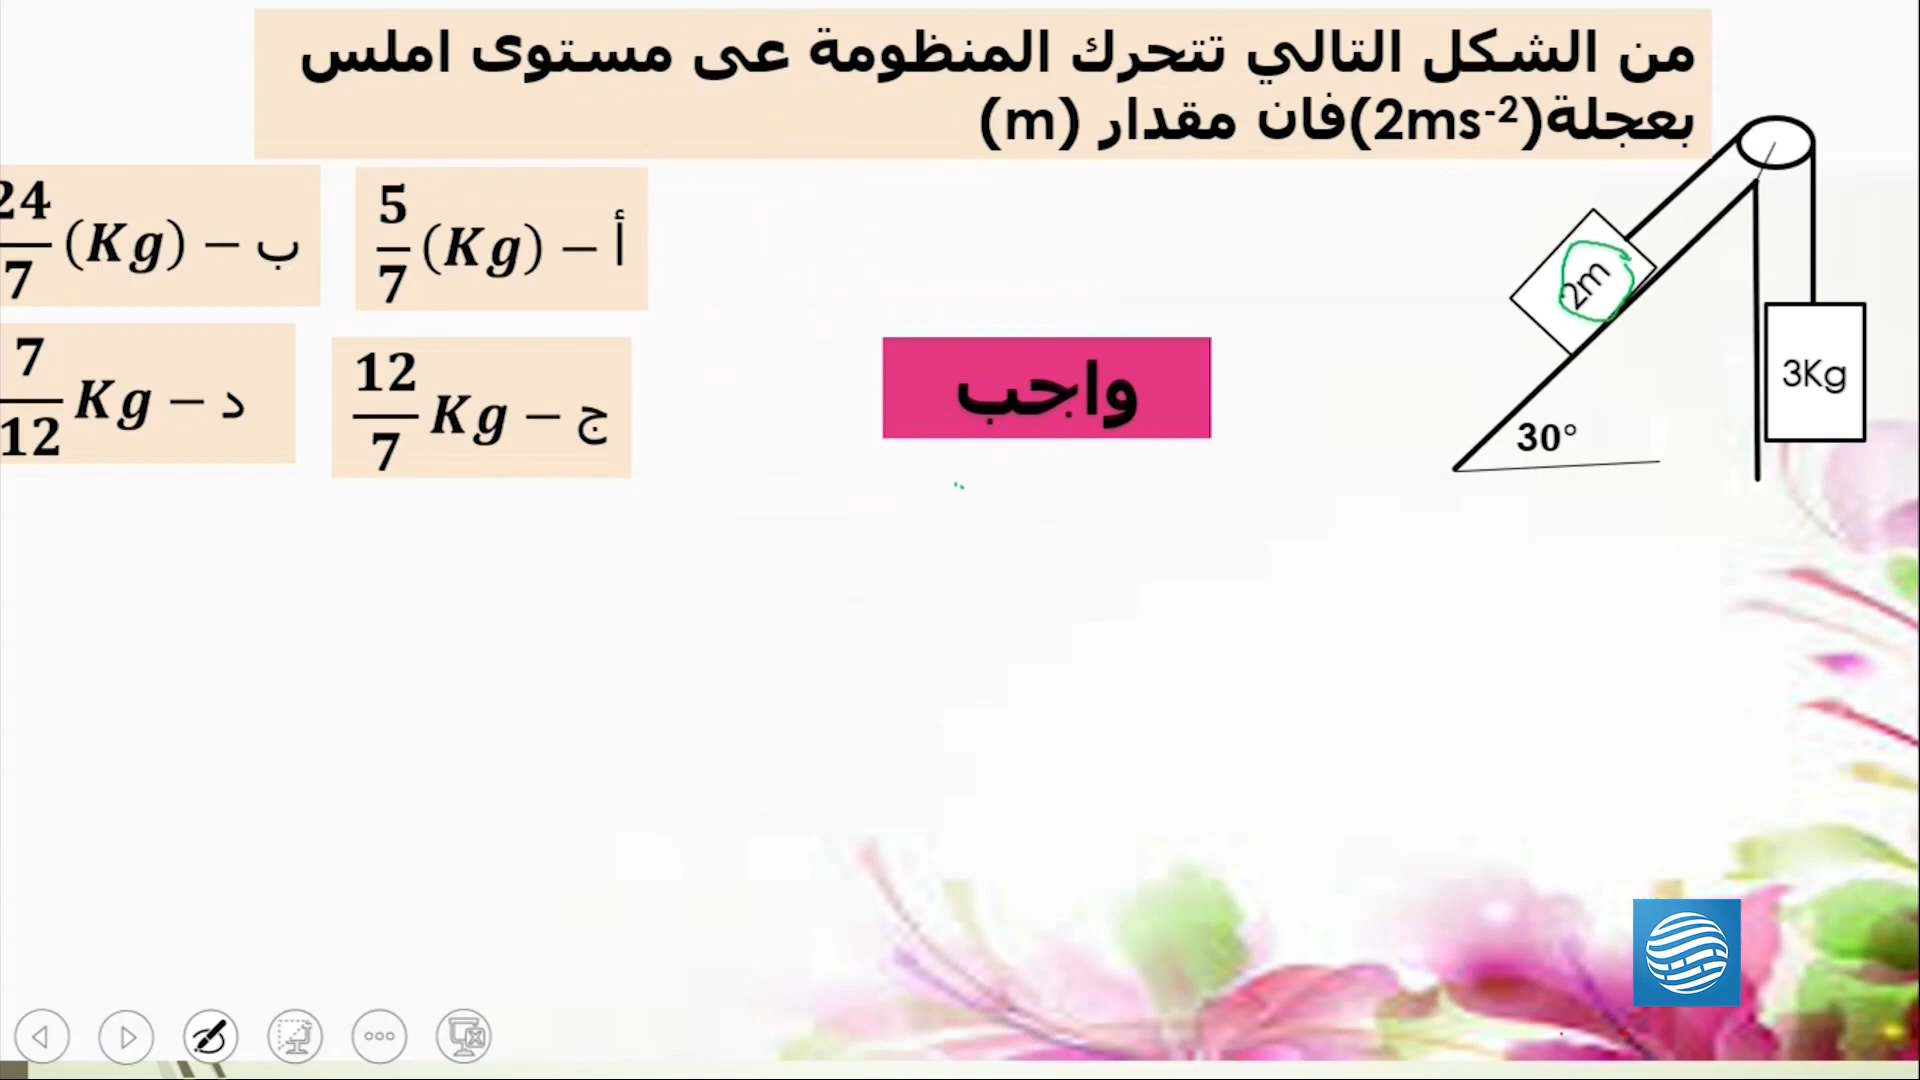 من الشكل التالي تتحرك المنظومة عى مستوى املس
بعجلة(2ms-2)فان مقدار (m)
أ – (Kg) 5/7
ب – (Kg) 24/7
ج – Kg 12/7
د – Kg 7/12
واجب
2m
3Kg
30°